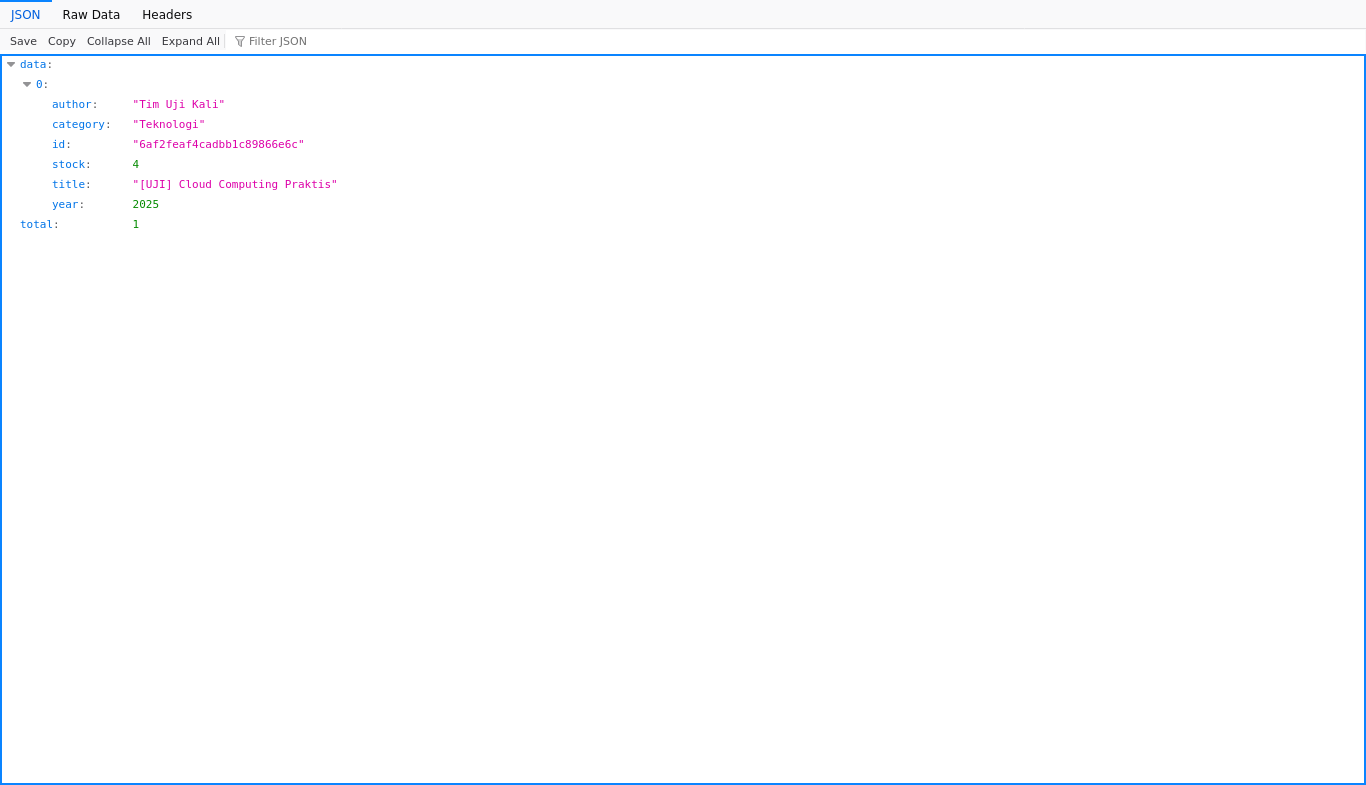 JSON Raw Data Headers
Save Copy Collapse All Expand All Filter JSON
data:
0:
author: "Tim Uji Kali"
category: "Teknologi"
id: "6af2feaf4cadbb1c89866e6c"
stock: 4
title: "[UJI] Cloud Computing Praktis"
year: 2025
total: 1